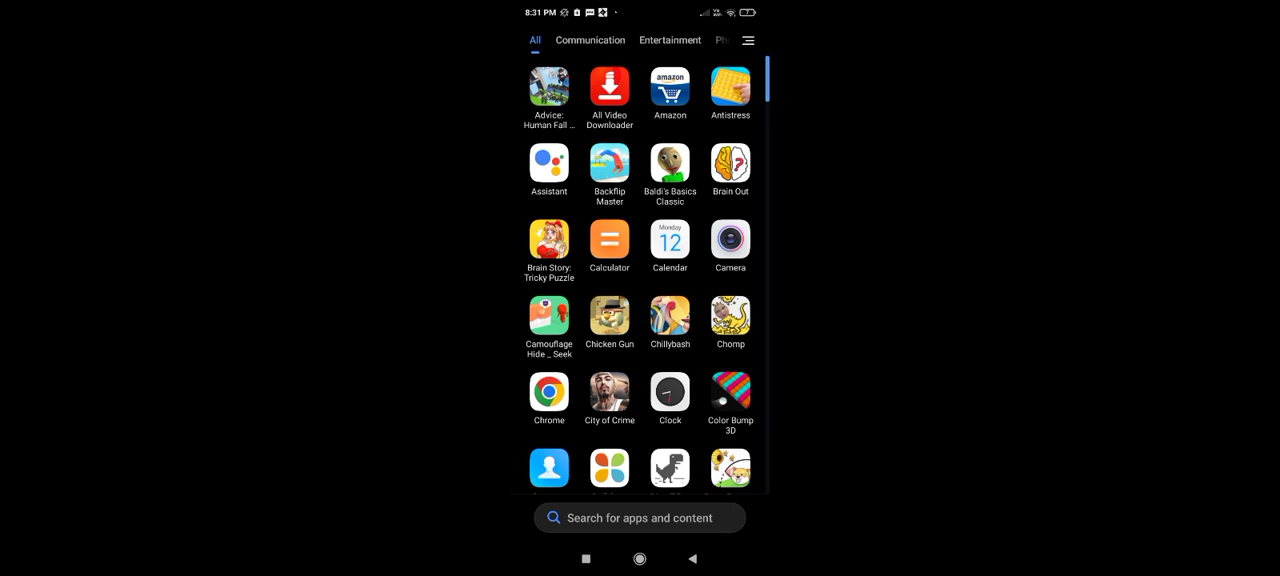 8:31 PM
All Communication Entertainment
amazon
Advice: All Video Amazon Antistress
Human Fall ... Downloader
Assistant Backflip Baldi's Basics Brain Out
Master Classic
Monday
12
Brain Story: Calculator Calendar Camera
Tricky Puzzle
Camouflage Chicken Gun Chillybash Chomp
Hide _ Seek
Chrome City of Crime Clock Color Bump
3D
Search for apps and content